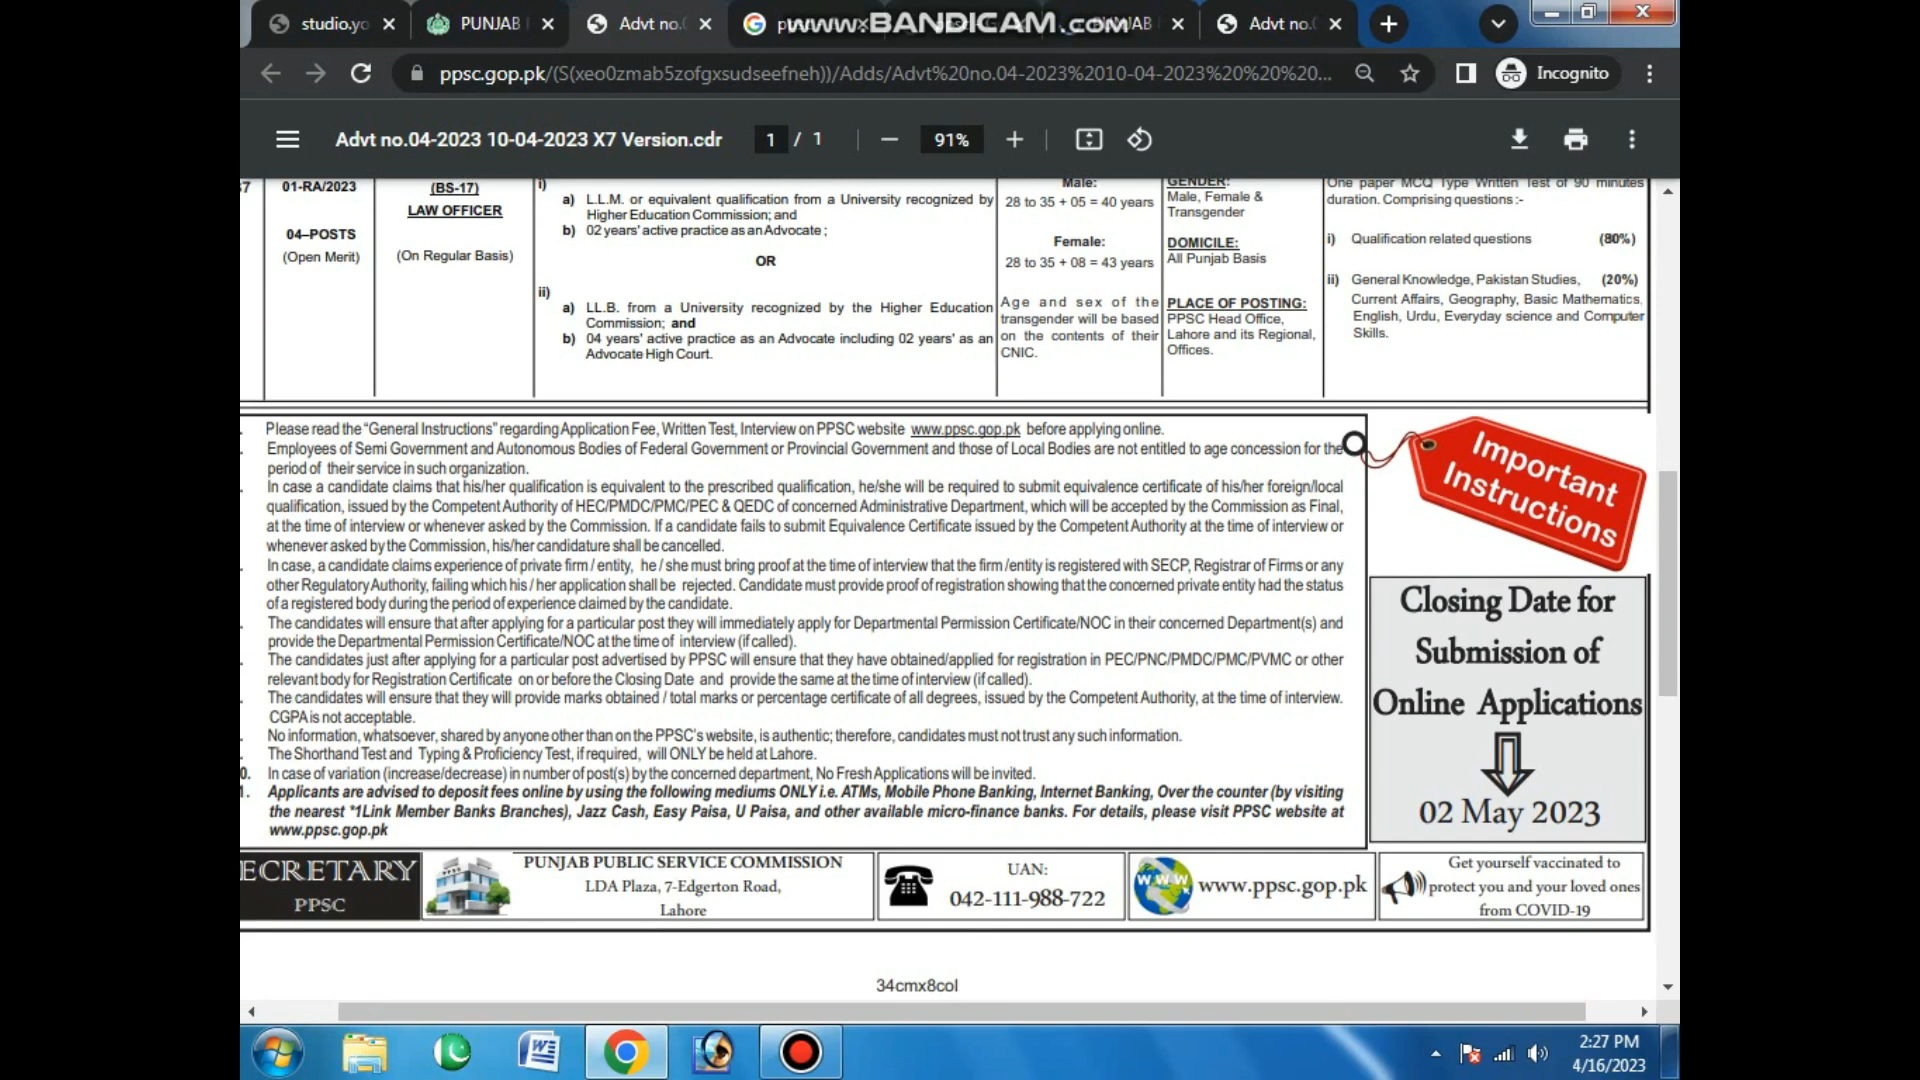 studio.yo
PUNJAB
Advt no.
www.BANDICAM.com
Advt no.
ppsc.gop.pk/(S(xeo0zmab5zofgxsudseefneh))/Adds/Advt%20no.04-2023%2010-04-2023%20%20%20...
Incognito
Advt no.04-2023 10-04-2023 X7 Version.cdr
1 / 1
91%
37
01-RA/2023
04–POSTS
(Open Merit)
(BS-17)
LAW OFFICER
(On Regular Basis)
i)
a) L.L.M. or equivalent qualification from a University recognized by
Higher Education Commission; and
b) 02 years' active practice as an Advocate ;
OR
ii)
a) LL.B. from a University recognized by the Higher Education
Commission; and
b) 04 years' active practice as an Advocate including 02 years' as an
Advocate High Court.
Male:
28 to 35 + 05 = 40 years
Female:
28 to 35 + 08 = 43 years
Age and sex of the
transgender will be based
on the contents of their
CNIC.
GENDER:
Male, Female &
Transgender
DOMICILE:
All Punjab Basis
PLACE OF POSTING:
PPSC Head Office,
Lahore and its Regional,
Offices.
One paper MCQ Type Written Test of 90 minutes
duration. Comprising questions :-
i) Qualification related questions (80%)
ii) General Knowledge, Pakistan Studies, (20%)
Current Affairs, Geography, Basic Mathematics,
English, Urdu, Everyday science and Computer
Skills.
. Please read the “General Instructions” regarding Application Fee, Written Test, Interview on PPSC website www.ppsc.gop.pk before applying online.
. Employees of Semi Government and Autonomous Bodies of Federal Government or Provincial Government and those of Local Bodies are not entitled to age concession for the
period of their service in such organization.
. In case a candidate claims that his/her qualification is equivalent to the prescribed qualification, he/she will be required to submit equivalence certificate of his/her foreign/local
qualification, issued by the Competent Authority of HEC/PMDC/PMC/PEC & QEDC of concerned Administrative Department, which will be accepted by the Commission as Final,
at the time of interview or whenever asked by the Commission. If a candidate fails to submit Equivalence Certificate issued by the Competent Authority at the time of interview or
whenever asked by the Commission, his/her candidature shall be cancelled.
. In case, a candidate claims experience of private firm / entity, he / she must bring proof at the time of interview that the firm /entity is registered with SECP, Registrar of Firms or any
other Regulatory Authority, failing which his / her application shall be rejected. Candidate must provide proof of registration showing that the concerned private entity had the status
of a registered body during the period of experience claimed by the candidate.
. The candidates will ensure that after applying for a particular post they will immediately apply for Departmental Permission Certificate/NOC in their concerned Department(s) and
provide the Departmental Permission Certificate/NOC at the time of interview (if called).
. The candidates just after applying for a particular post advertised by PPSC will ensure that they have obtained/applied for registration in PEC/PNC/PMDC/PMC/PVMC or other
relevant body for Registration Certificate on or before the Closing Date and provide the same at the time of interview (if called).
. The candidates will ensure that they will provide marks obtained / total marks or percentage certificate of all degrees, issued by the Competent Authority, at the time of interview.
CGPA is not acceptable.
. No information, whatsoever, shared by anyone other than on the PPSC's website, is authentic; therefore, candidates must not trust any such information.
. The Shorthand Test and Typing & Proficiency Test, if required, will ONLY be held at Lahore.
0. In case of variation (increase/decrease) in number of post(s) by the concerned department, No Fresh Applications will be invited.
1. Applicants are advised to deposit fees online by using the following mediums ONLY i.e. ATMs, Mobile Phone Banking, Internet Banking, Over the counter (by visiting
the nearest *1Link Member Banks Branches), Jazz Cash, Easy Paisa, U Paisa, and other available micro-finance banks. For details, please visit PPSC website at
www.ppsc.gop.pk
Important
Instructions
Closing Date for
Submission of
Online Applications
02 May 2023
ECRETARY
PPSC
PUNJAB PUBLIC SERVICE COMMISSION
LDA Plaza, 7-Edgerton Road,
Lahore
UAN:
042-111-988-722
WWW
www.ppsc.gop.pk
Get yourself vaccinated to
protect you and your loved ones
from COVID-19
34cmx8col
2:27 PM
4/16/2023